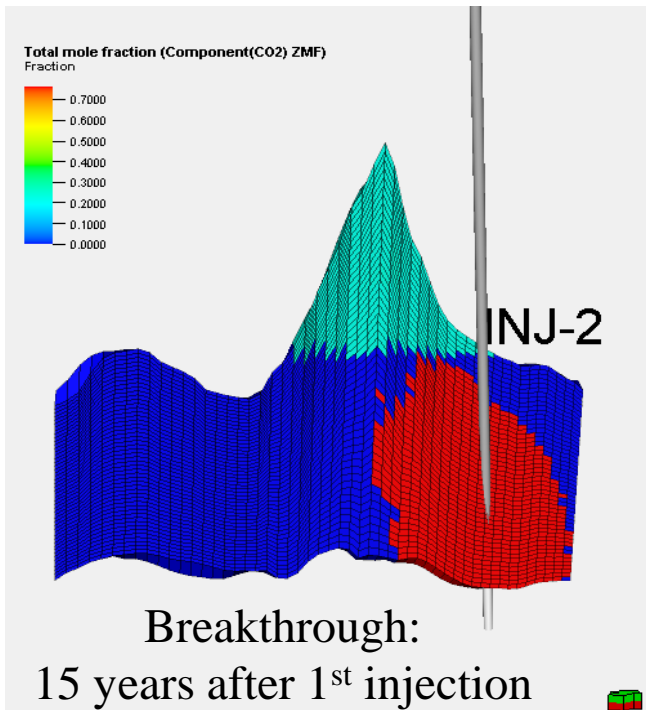 Total mole fraction (Component(CO2) ZMF)
Fraction
0.7000
0.6000
0.5000
0.4000
0.3000
0.2000
0.1000
0.0000
INJ-2
Breakthrough:
15 years after 1st injection